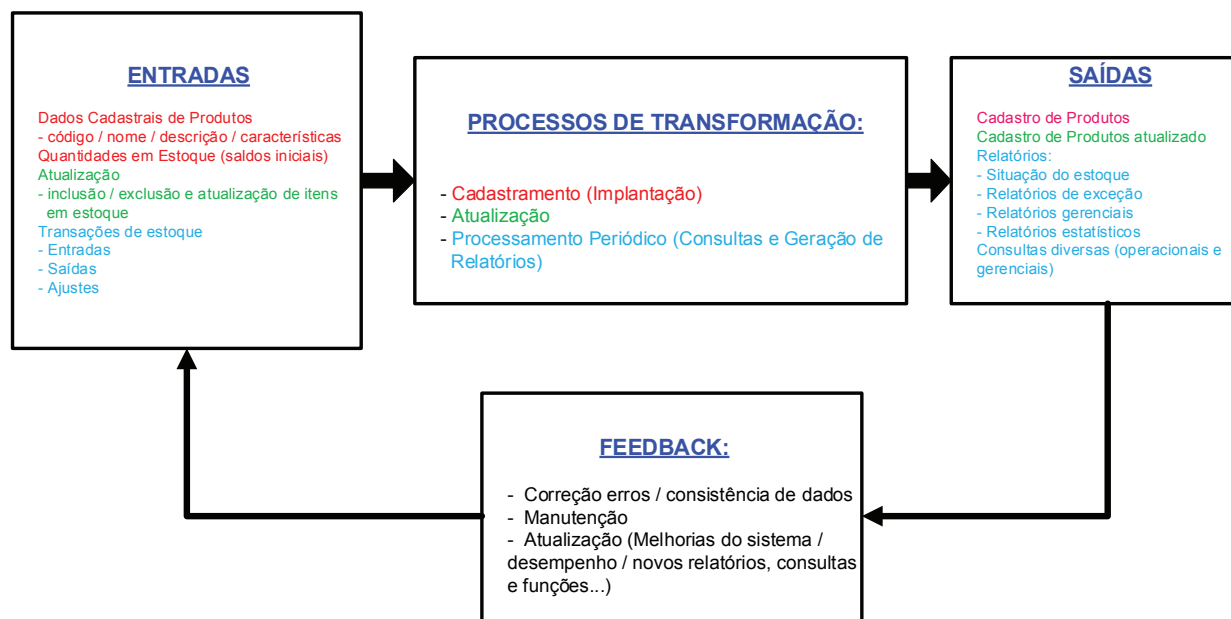 ENTRADAS
Dados Cadastrais de Produtos
- código / nome / descrição / características
Quantidades em Estoque (saldos iniciais)
Atualização
- inclusão / exclusão e atualização de itens
em estoque
Transações de estoque
- Entradas
- Saídas
- Ajustes
PROCESSOS DE TRANSFORMAÇÃO:
- Cadastramento (Implantação)
- Atualização
- Processamento Periódico (Consultas e Geração de
Relatórios)
SAÍDAS
Cadastro de Produtos
Cadastro de Produtos atualizado
Relatórios:
- Situação do estoque
- Relatórios de exceção
- Relatórios gerenciais
- Relatórios estatísticos
Consultas diversas (operacionais e
gerenciais)
FEEDBACK:
- Correção erros / consistência de dados
- Manutenção
- Atualização (Melhorias do sistema /
desempenho / novos relatórios, consultas
e funções...)